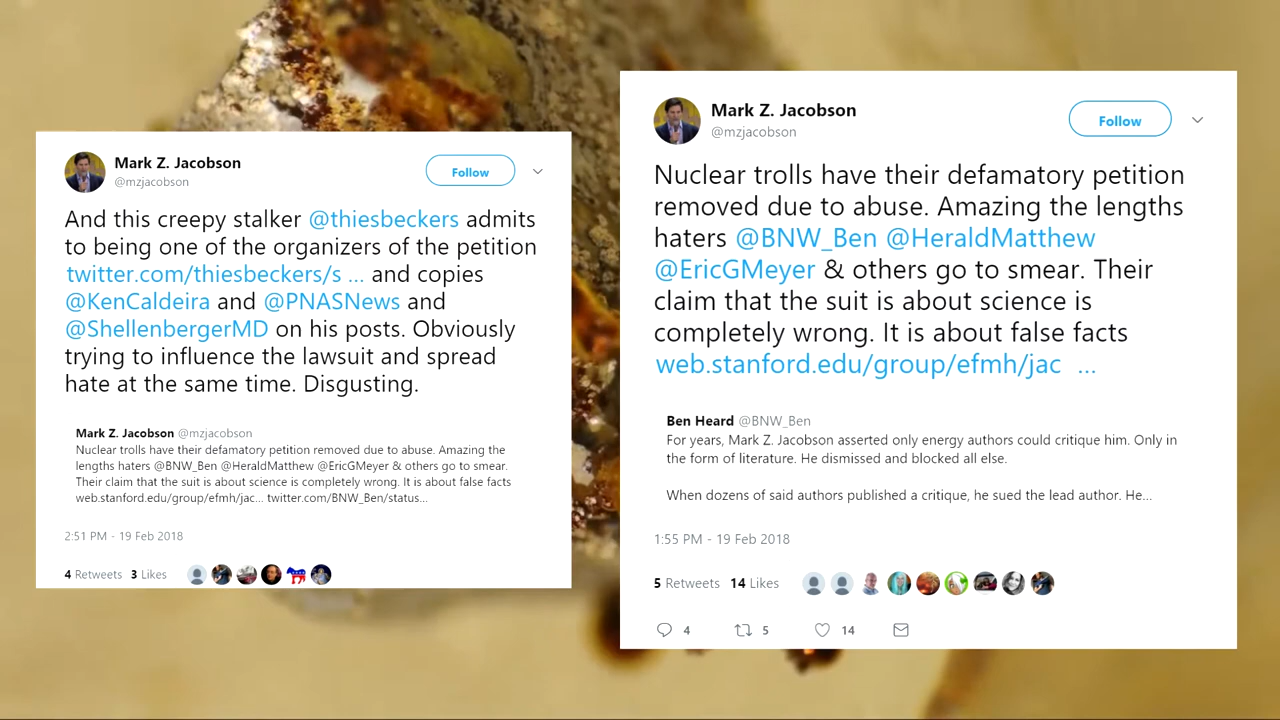 Mark Z. Jacobson
@mzjacobson
Follow
And this creepy stalker @thiesbeckers admits
to being one of the organizers of the petition
twitter.com/thiesbeckers/s … and copies
@KenCaldeira and @PNASNews and
@ShellenbergerMD on his posts. Obviously
trying to influence the lawsuit and spread
hate at the same time. Disgusting.
Mark Z. Jacobson @mzjacobson
Nuclear trolls have their defamatory petition removed due to abuse. Amazing the
lengths haters @BNW_Ben @HeraldMatthew @EricGMeyer & others go to smear.
Their claim that the suit is about science is completely wrong. It is about false facts
web.stanford.edu/group/efmh/jac... twitter.com/BNW_Ben/status...
2:51 PM - 19 Feb 2018
4 Retweets 3 Likes
Mark Z. Jacobson
@mzjacobson
Follow
Nuclear trolls have their defamatory petition
removed due to abuse. Amazing the lengths
haters @BNW_Ben @HeraldMatthew
@EricGMeyer & others go to smear. Their
claim that the suit is about science is
completely wrong. It is about false facts
web.stanford.edu/group/efmh/jac …
Ben Heard @BNW_Ben
For years, Mark Z. Jacobson asserted only energy authors could critique him. Only in
the form of literature. He dismissed and blocked all else.
When dozens of said authors published a critique, he sued the lead author. He...
1:55 PM - 19 Feb 2018
5 Retweets 14 Likes
4 5 14